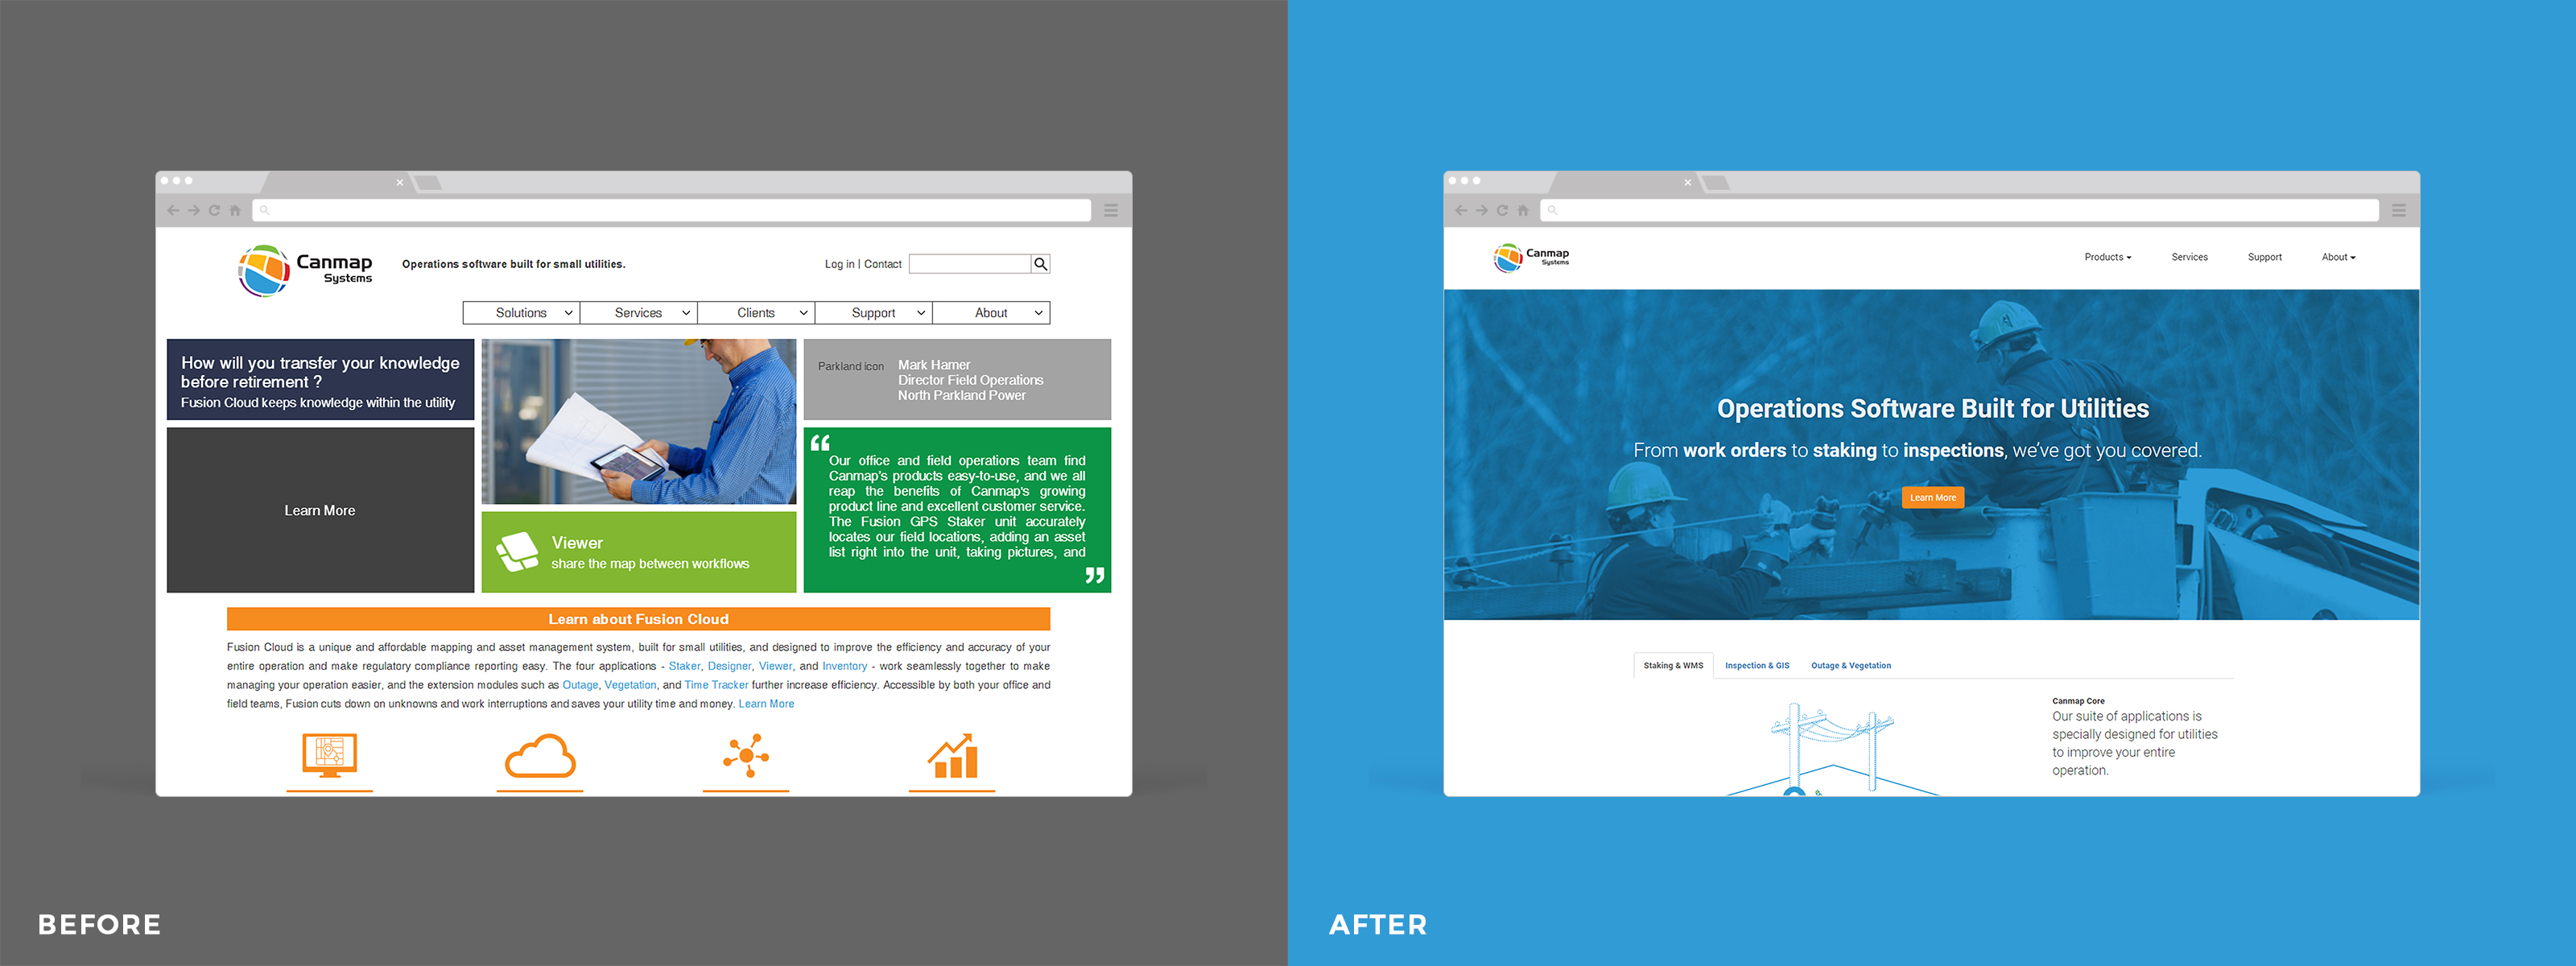 Canmap
Systems
Operations software built for small utilities.
Log in | Contact
Solutions
Services
Clients
Support
About
How will you transfer your knowledge
before retirement ?
Fusion Cloud keeps knowledge within the utility
Learn More
Viewer
share the map between workflows
Parkland icon
Mark Hamer
Director Field Operations
North Parkland Power
“
Our office and field operations team find
Canmap's products easy-to-use, and we all
reap the benefits of Canmap's growing
product line and excellent customer service.
The Fusion GPS Staker unit accurately
locates our field locations, adding an asset
list right into the unit, taking pictures, and
”
Learn about Fusion Cloud
Fusion Cloud is a unique and affordable mapping and asset management system, built for small utilities, and designed to improve the efficiency and accuracy of your
entire operation and make regulatory compliance reporting easy. The four applications - Staker, Designer, Viewer, and Inventory - work seamlessly together to make
managing your operation easier, and the extension modules such as Outage, Vegetation, and Time Tracker further increase efficiency. Accessible by both your office and
field teams, Fusion cuts down on unknowns and work interruptions and saves your utility time and money. Learn More
BEFORE
Canmap
Systems
Products
Services
Support
About
Operations Software Built for Utilities
From work orders to staking to inspections, we've got you covered.
Learn More
Staking & WMS
Inspection & GIS
Outage & Vegetation
Canmap Core
Our suite of applications is
specially designed for utilities
to improve your entire
operation.
AFTER